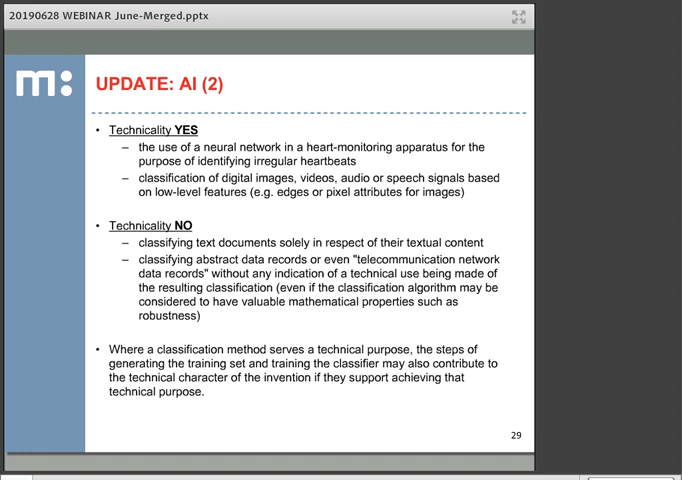 20190628 WEBINAR June-Merged.pptx
m:
UPDATE: AI (2)
• Technicality YES
– the use of a neural network in a heart-monitoring apparatus for the
purpose of identifying irregular heartbeats
– classification of digital images, videos, audio or speech signals based
on low-level features (e.g. edges or pixel attributes for images)
• Technicality NO
– classifying text documents solely in respect of their textual content
– classifying abstract data records or even "telecommunication network
data records" without any indication of a technical use being made of
the resulting classification (even if the classification algorithm may be
considered to have valuable mathematical properties such as
robustness)
• Where a classification method serves a technical purpose, the steps of
generating the training set and training the classifier may also contribute to
the technical character of the invention if they support achieving that
technical purpose.
29